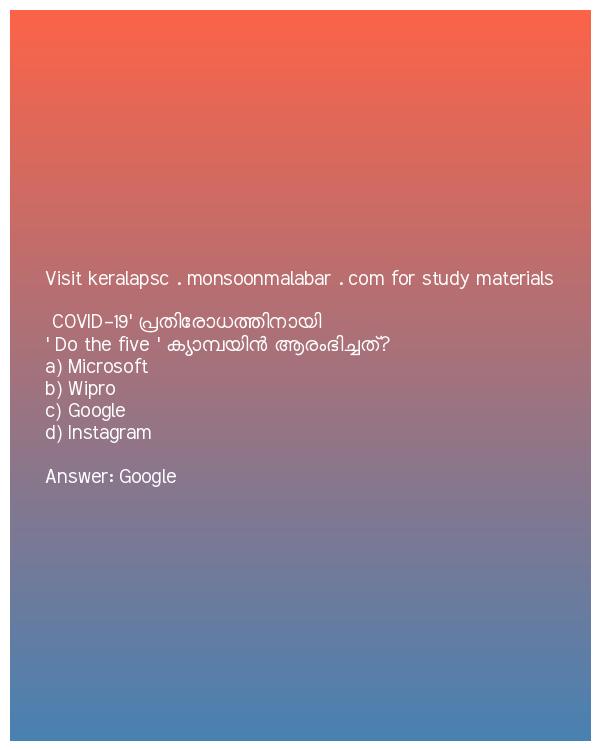 Visit keralapsc . monsoonmalabar . com for study materials
COVID-19' പ്രതിരോധത്തിനായി
' Do the five ' ക്യാമ്പയിൻ ആരംഭിച്ചത്?
a) Microsoft
b) Wipro
c) Google
d) Instagram
Answer: Google